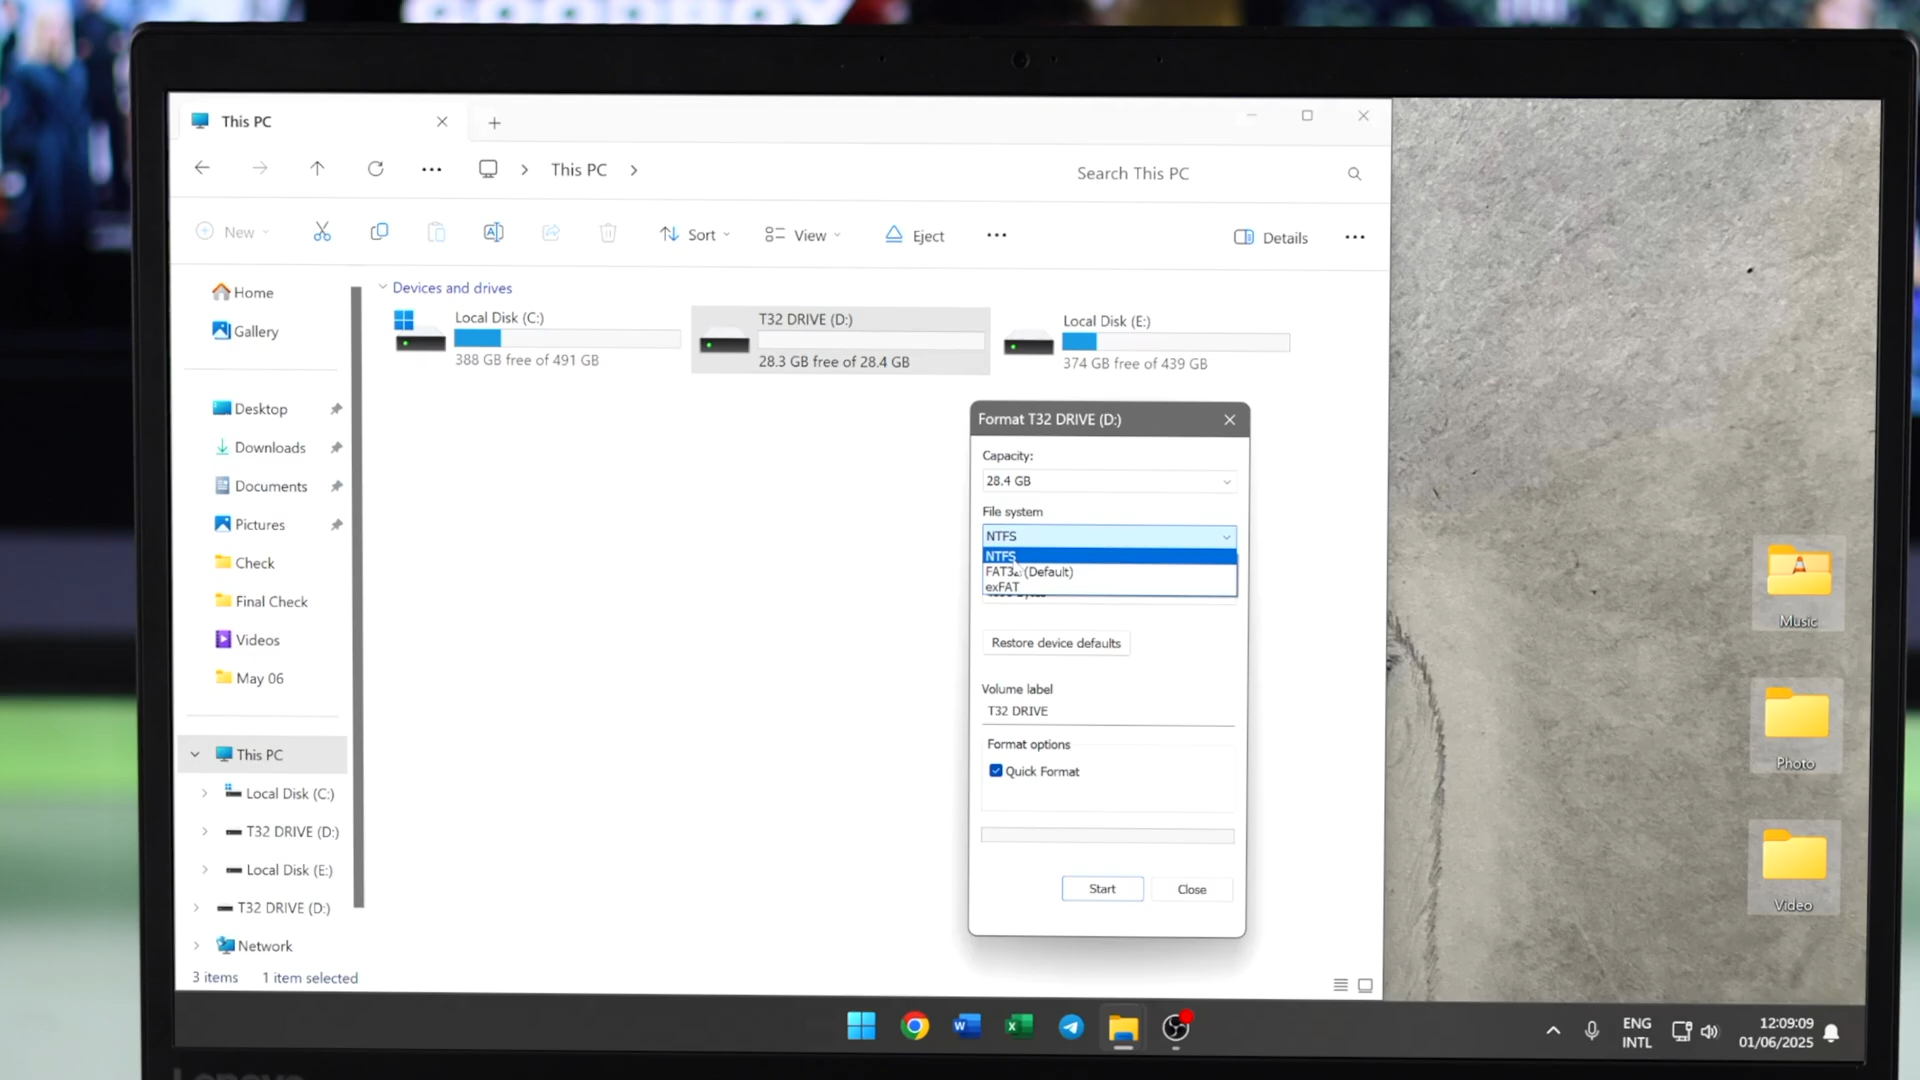 This PC
This PC
Search This PC
New
Sort
View
Eject
Details
Home
Gallery
Desktop
Downloads
Documents
Pictures
Check
Final Check
Videos
May 06
This PC
Local Disk (C:)
T32 DRIVE (D:)
Local Disk (E:)
T32 DRIVE (D:)
Network
3 items 1 item selected
Devices and drives
Local Disk (C:)
388 GB free of 491 GB
T32 DRIVE (D:)
28.3 GB free of 28.4 GB
Local Disk (E:)
374 GB free of 439 GB
Format T32 DRIVE (D:)
Capacity:
28.4 GB
File system
NTFS
NTFS
FAT32 (Default)
exFAT
Restore device defaults
Volume label
T32 DRIVE
Format options
Quick Format
Start Close
Music
Photo
Video
ENG
INTL
12:09:09
01/06/2025